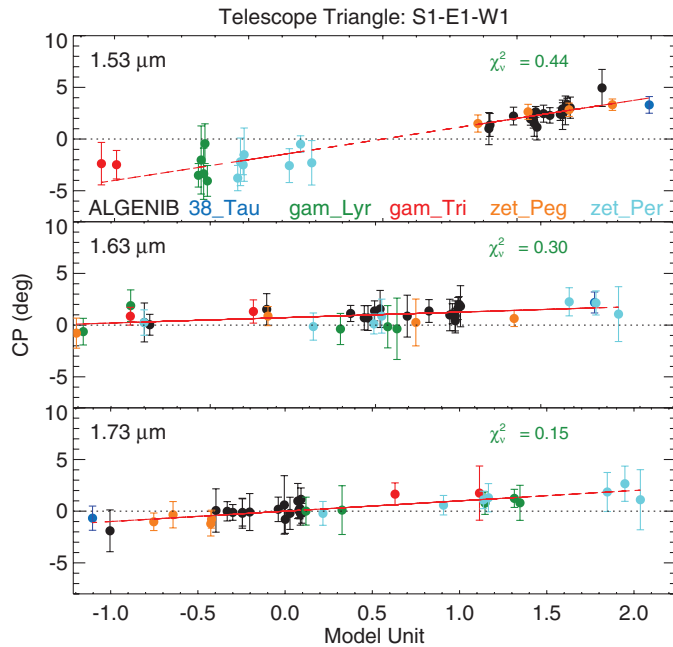 Telescope Triangle: S1-E1-W1
10
1.53 μm
χ²ᵥ = 0.44
5
0
-5
ALGENIB 38_Tau gam_Lyr gam_Tri zet_Peg zet_Per
10
1.63 μm
χ²ᵥ = 0.30
5
0
-5
CP (deg)
10
1.73 μm
χ²ᵥ = 0.15
5
0
-5
-1.0 -0.5 0.0 0.5 1.0 1.5 2.0
Model Unit